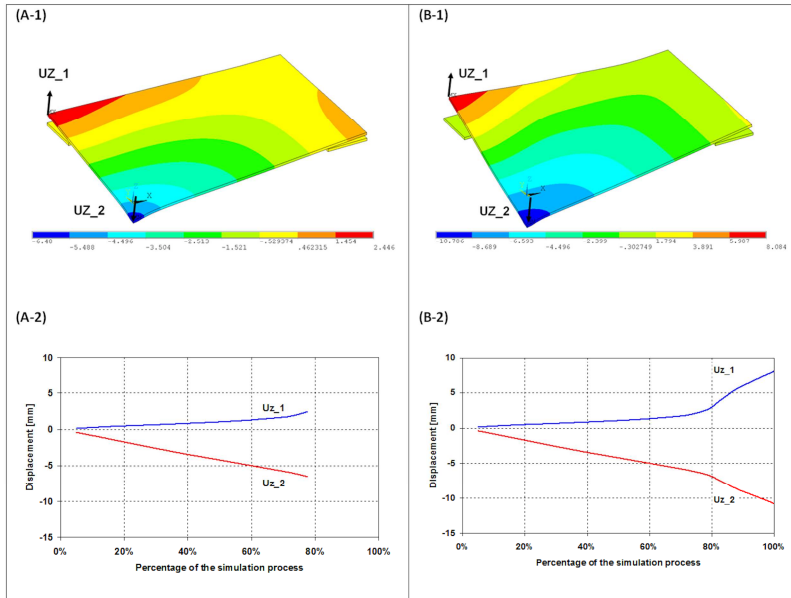 (A-1)
UZ_1
UZ_2
X
-6.48 -5.488 -4.496 -3.504 -2.513 -1.521 -.529374 .462315 1.454 2.446
(B-1)
UZ_1
UZ_2
X
10.786 -8.689 -6.593 -4.496 -2.399 -.302749 1.794 3.891 5.987 8.084
(A-2)
10
5
0
-5
-10
-15
Displacement [mm]
Uz_1
Uz_2
0% 20% 40% 60% 80% 100%
Percentage of the simulation process
(B-2)
10
5
0
-5
-10
-15
Displacement [mm]
Uz_1
Uz_2
0% 20% 40% 60% 80% 100%
Percentage of the simulation process